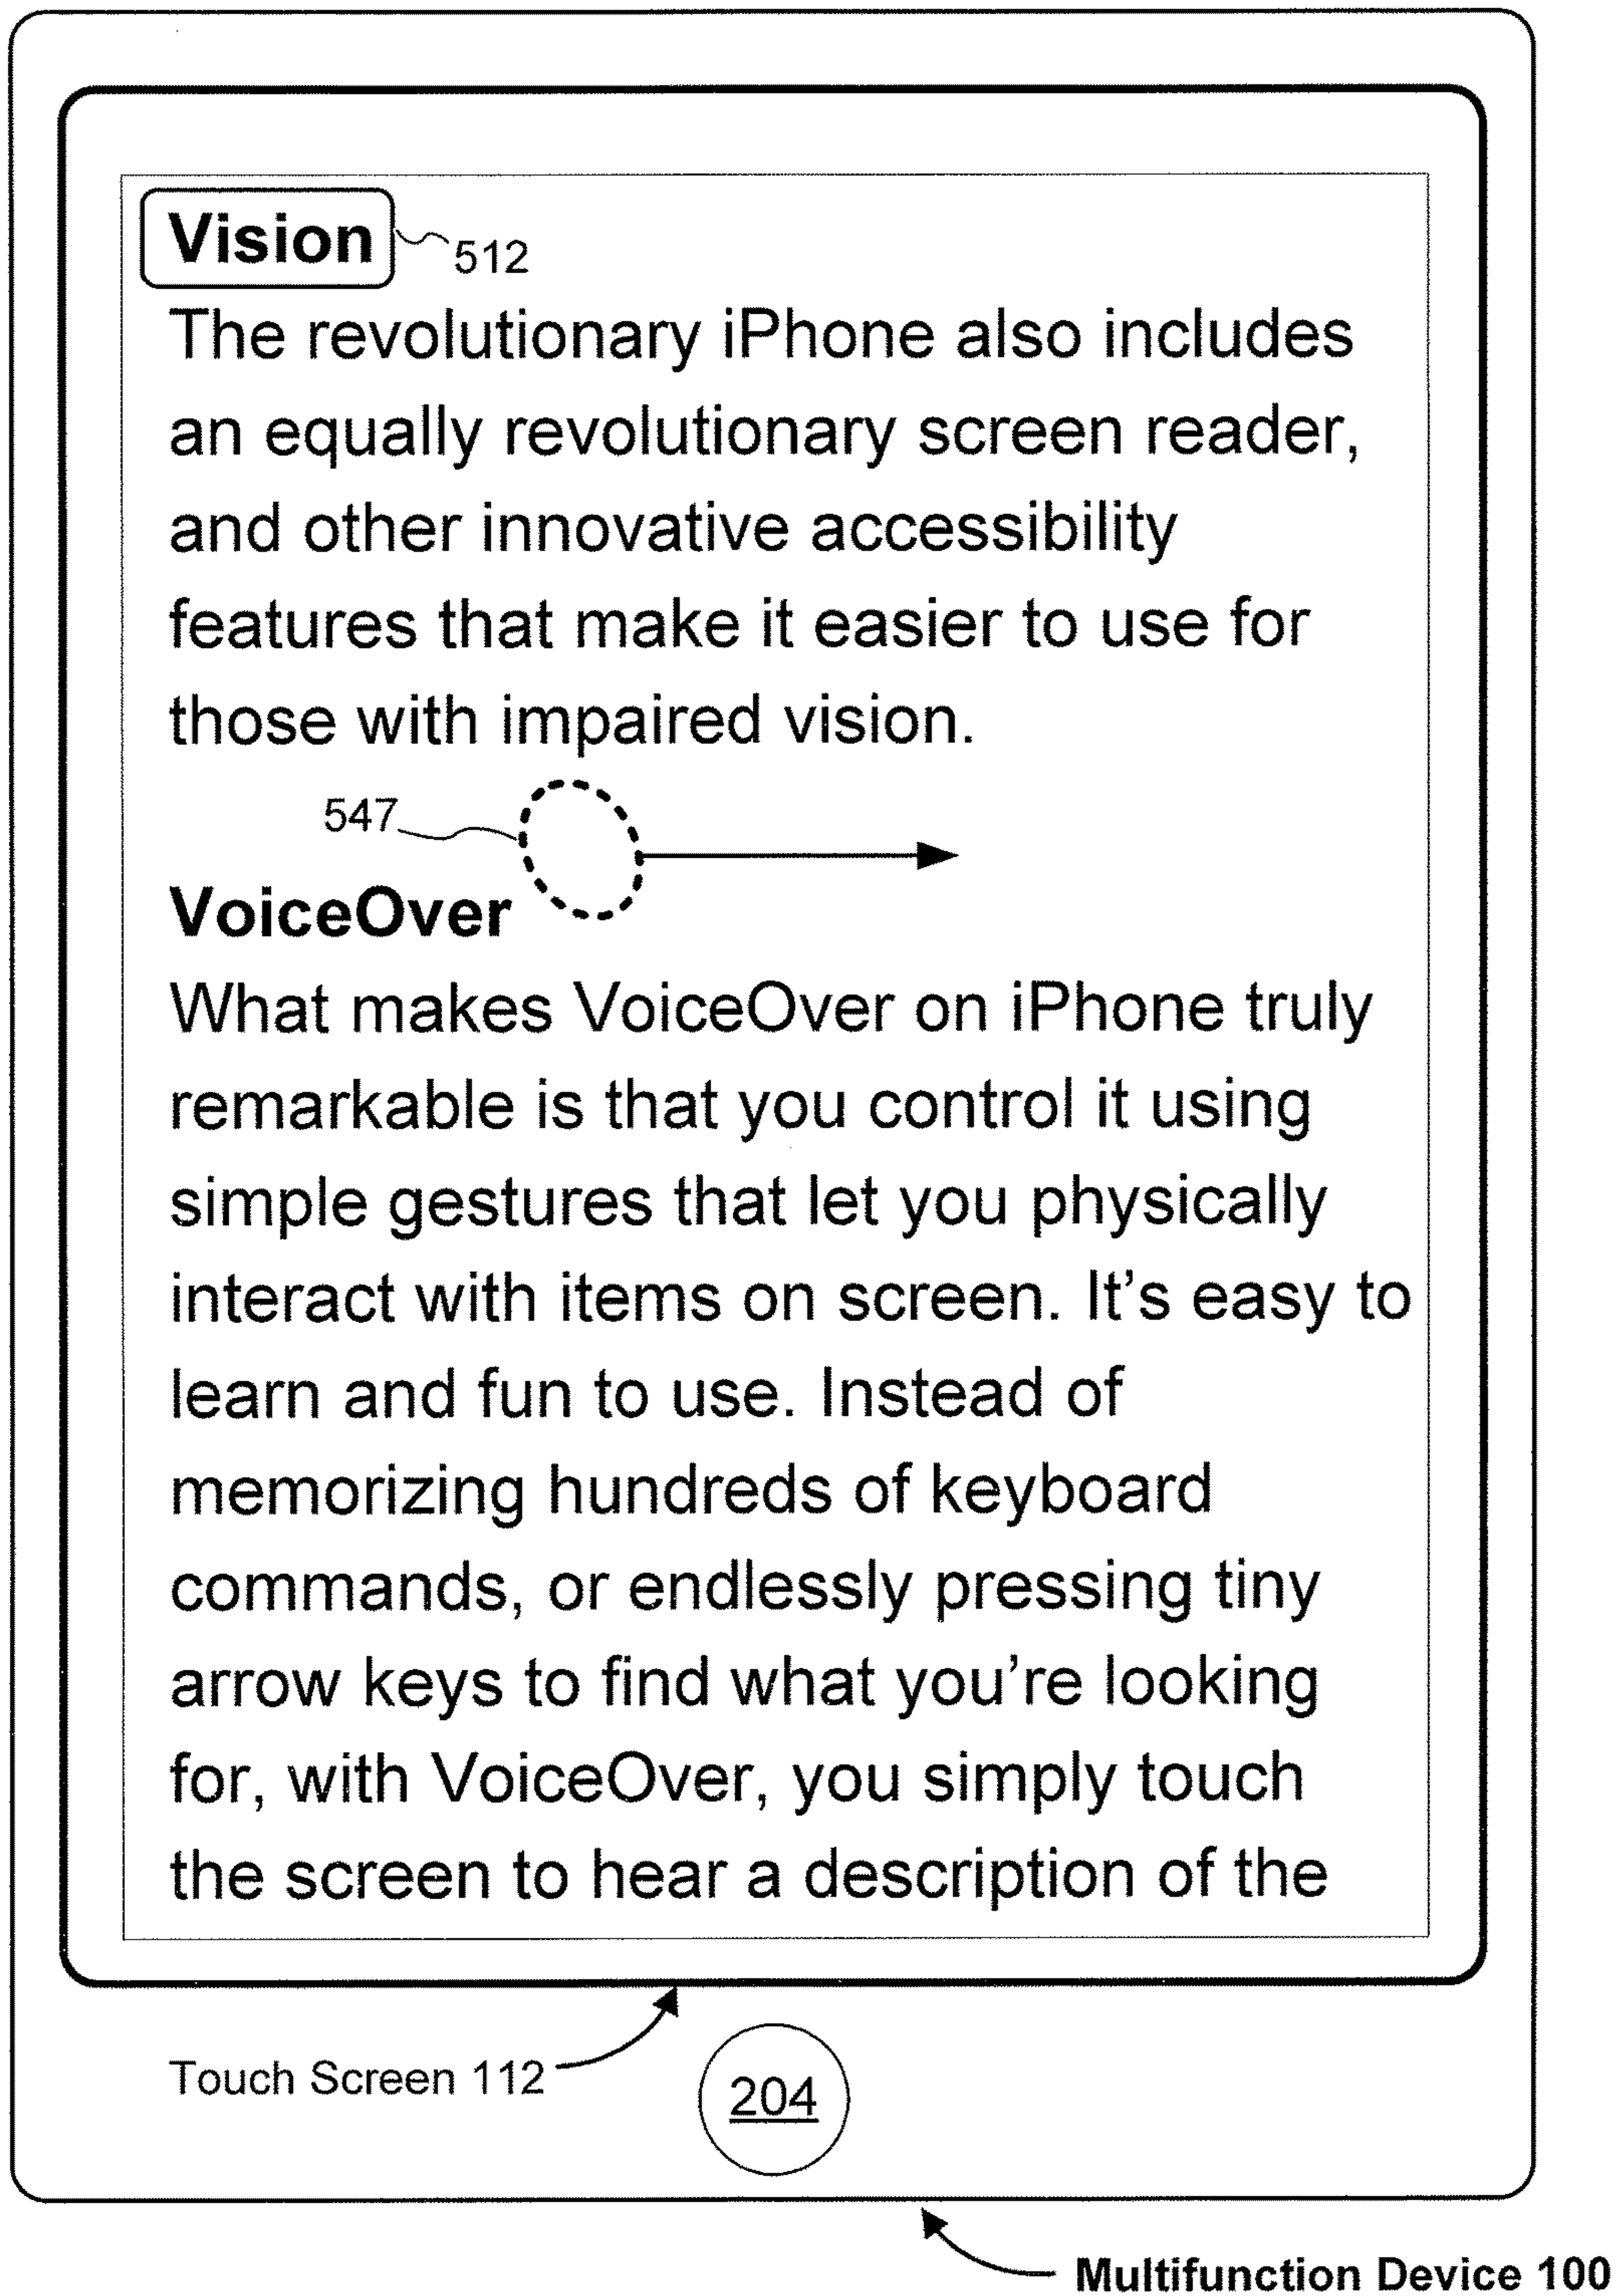 Vision
512
The revolutionary iPhone also includes
an equally revolutionary screen reader,
and other innovative accessibility
features that make it easier to use for
those with impaired vision.
547
VoiceOver
What makes VoiceOver on iPhone truly
remarkable is that you control it using
simple gestures that let you physically
interact with items on screen. It’s easy to
learn and fun to use. Instead of
memorizing hundreds of keyboard
commands, or endlessly pressing tiny
arrow keys to find what you’re looking
for, with VoiceOver, you simply touch
the screen to hear a description of the
Touch Screen 112
204
Multifunction Device 100